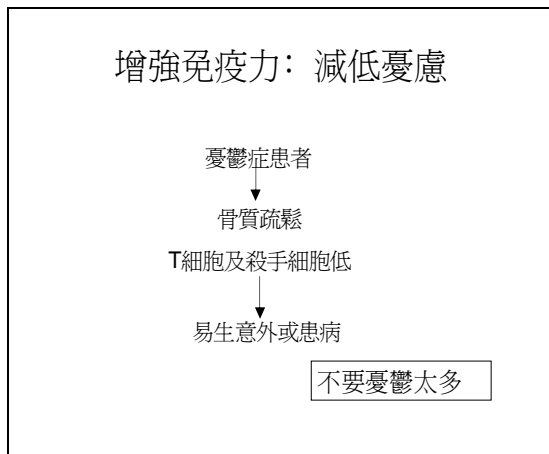 增強免疫力：減低憂慮
憂鬱症患者
骨質疏鬆
T細胞及殺手細胞低
易生意外或患病
不要憂鬱太多